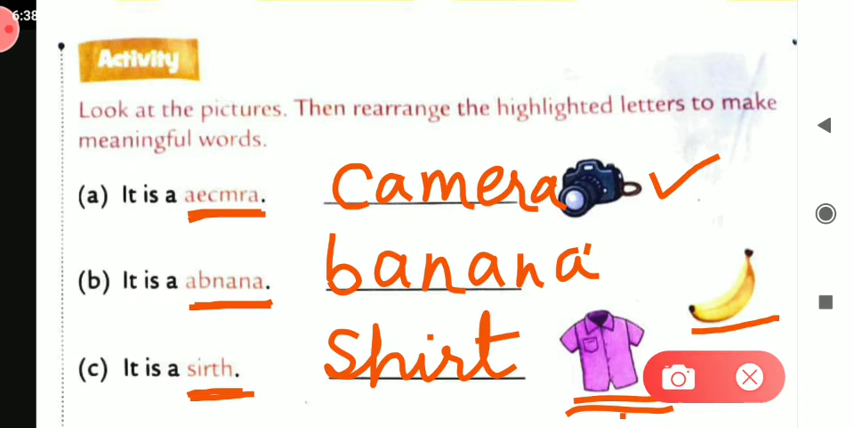 6:38
Activity
Look at the pictures. Then rearrange the highlighted letters to make
meaningful words.
(a) It is a aecmra. camera
(b) It is a abnana. banana
(c) It is a sirth. Shirt